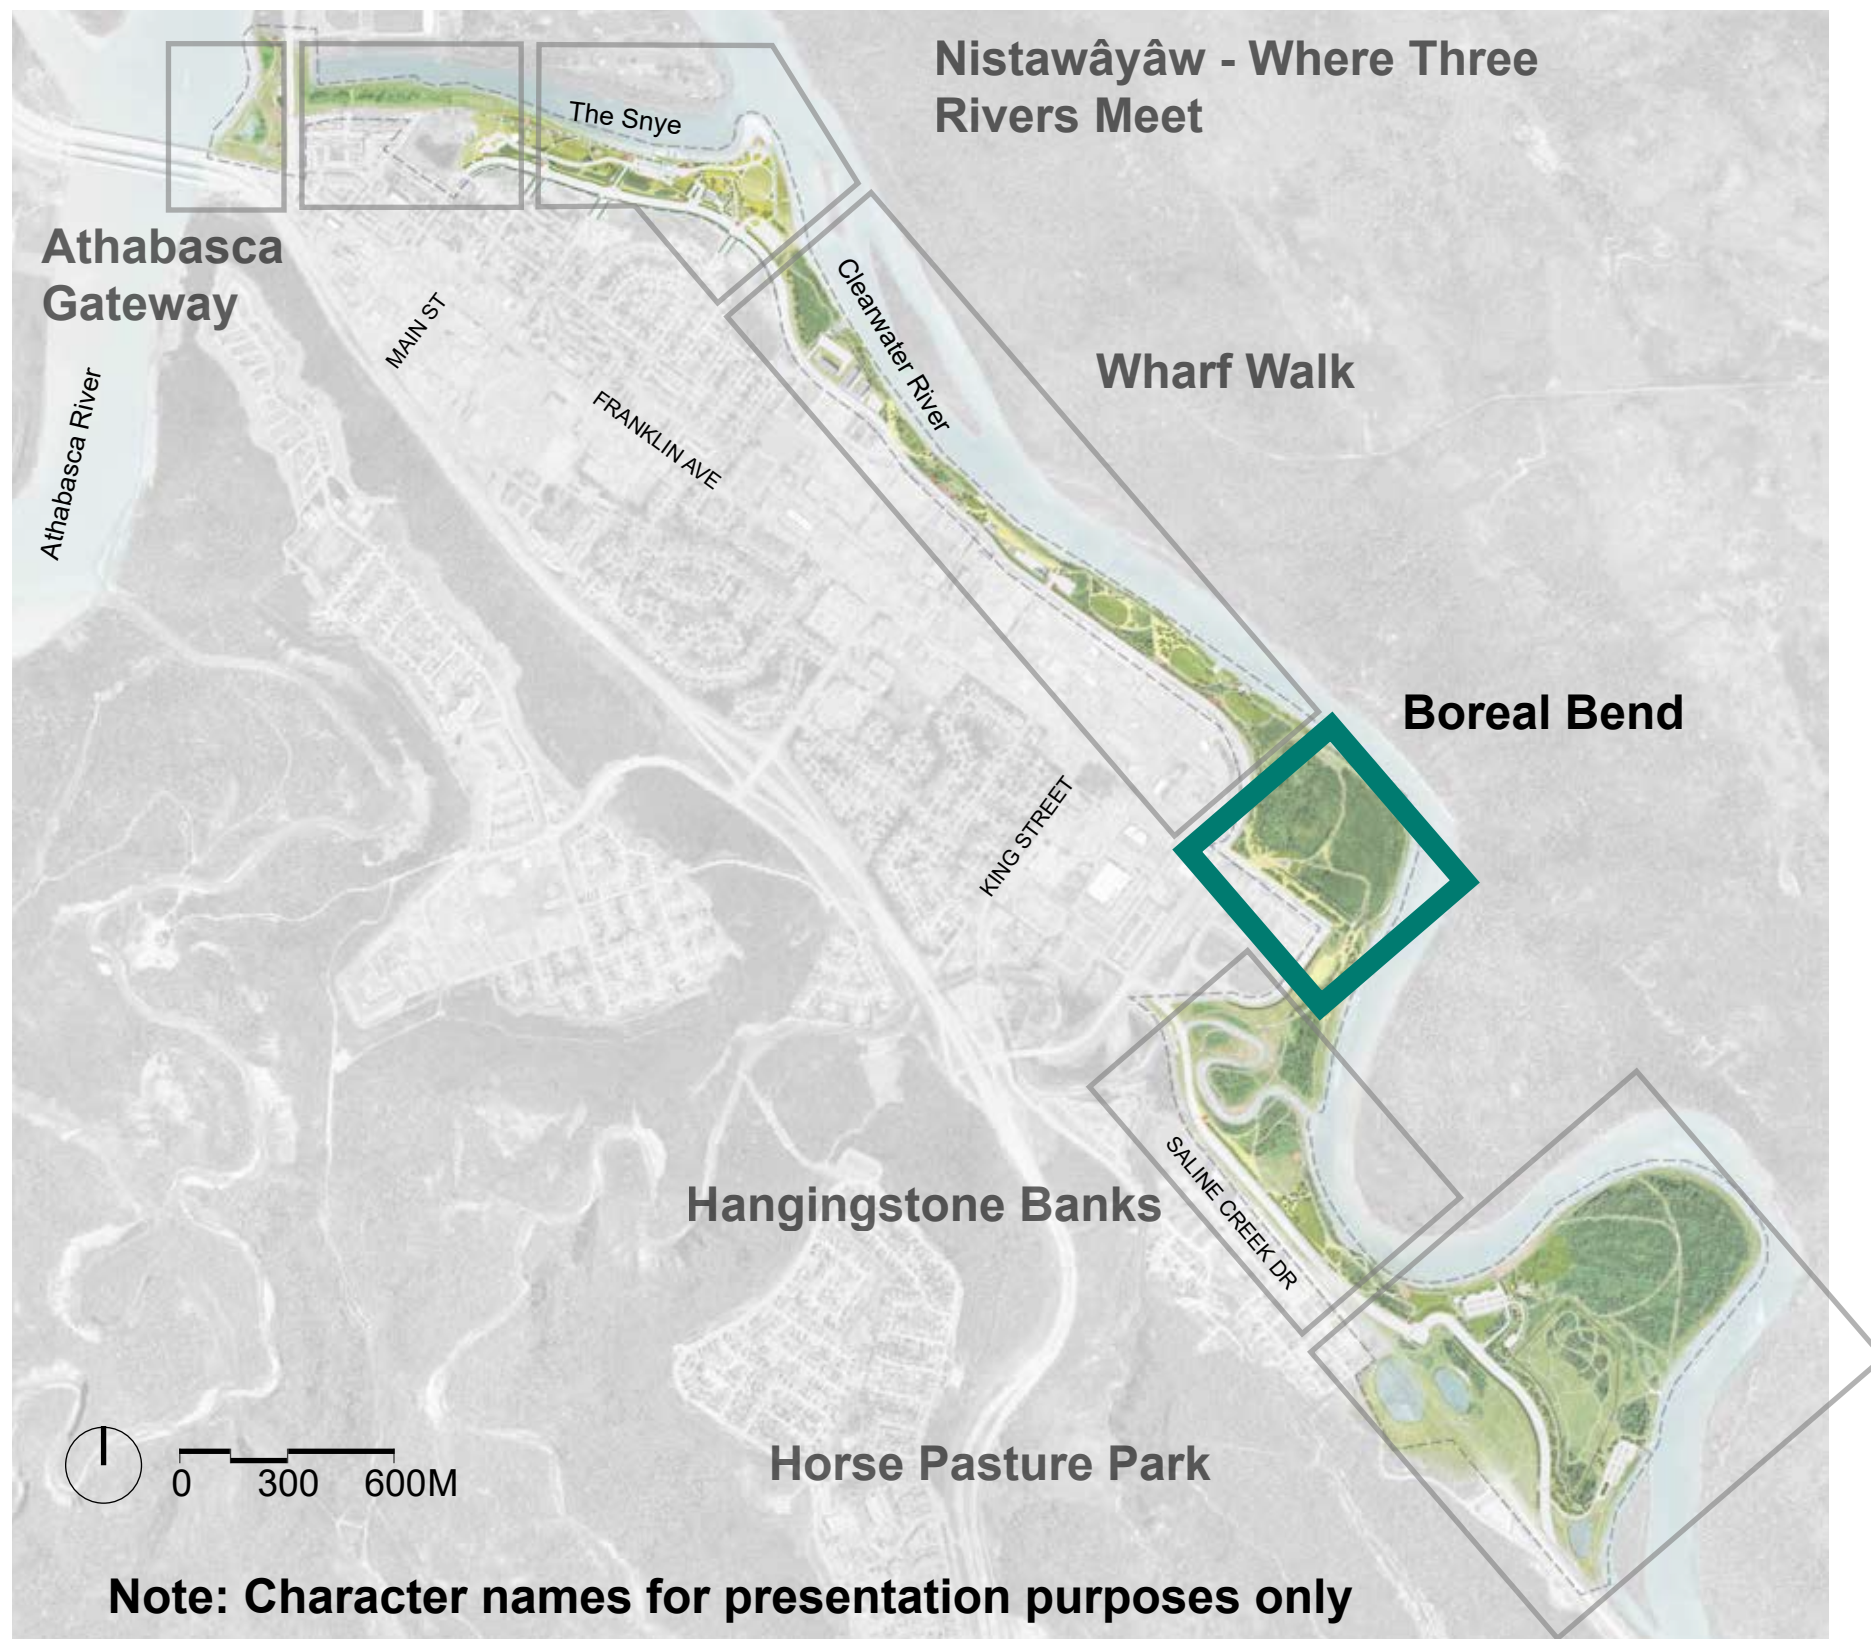 Nistawâyâw - Where Three
Rivers Meet
The Snye
Athabasca
Gateway
MAIN ST
Clearwater River
Wharf Walk
Athabasca River
FRANKLIN AVE
Boreal Bend
KING STREET
Hangingstone Banks
SALINE CREEK DR
Horse Pasture Park
0 300 600M
Note: Character names for presentation purposes only